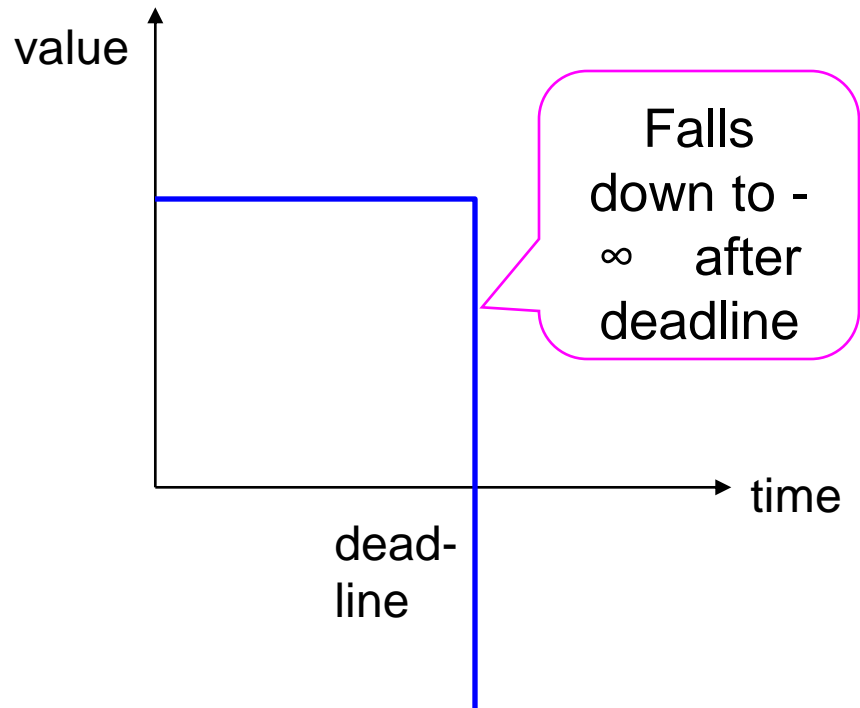 value
Falls
down to -
∞ after
deadline
time
dead-
line